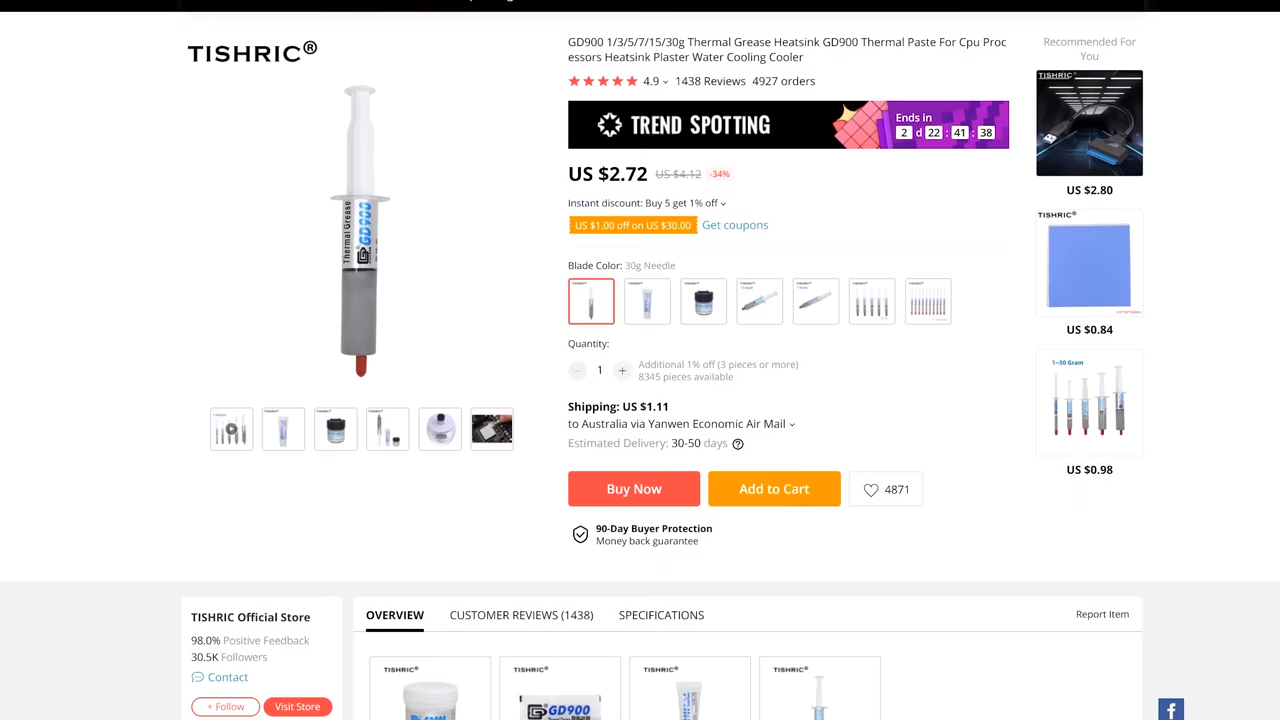 TISHRIC®
GD900 1/3/5/7/15/30g Thermal Grease Heatsink GD900 Thermal Paste For Cpu Proc
essors Heatsink Plaster Water Cooling Cooler
4.9 1438 Reviews 4927 orders
TREND SPOTTING
Ends in
2 d 22 : 41 : 38
US $2.72 US $4.12 -34%
Instant discount: Buy 5 get 1% off
US $1.00 off on US $30.00 Get coupons
Blade Color: 30g Needle
Quantity:
1
Additional 1% off (3 pieces or more)
8345 pieces available
Shipping: US $1.11
to Australia via Yanwen Economic Air Mail
Estimated Delivery: 30-50 days
Buy Now
Add to Cart
4871
90-Day Buyer Protection
Money back guarantee
Thermal Grease
GD900
Recommended For
You
TISHRIC®
US $2.80
TISHRIC®
US $0.84
1~30 Gram
US $0.98
TISHRIC Official Store
98.0% Positive Feedback
30.5K Followers
Contact
+ Follow
Visit Store
OVERVIEW
CUSTOMER REVIEWS (1438)
SPECIFICATIONS
Report Item
TISHRIC®
TISHRIC®
GD900
TISHRIC®
TISHRIC®